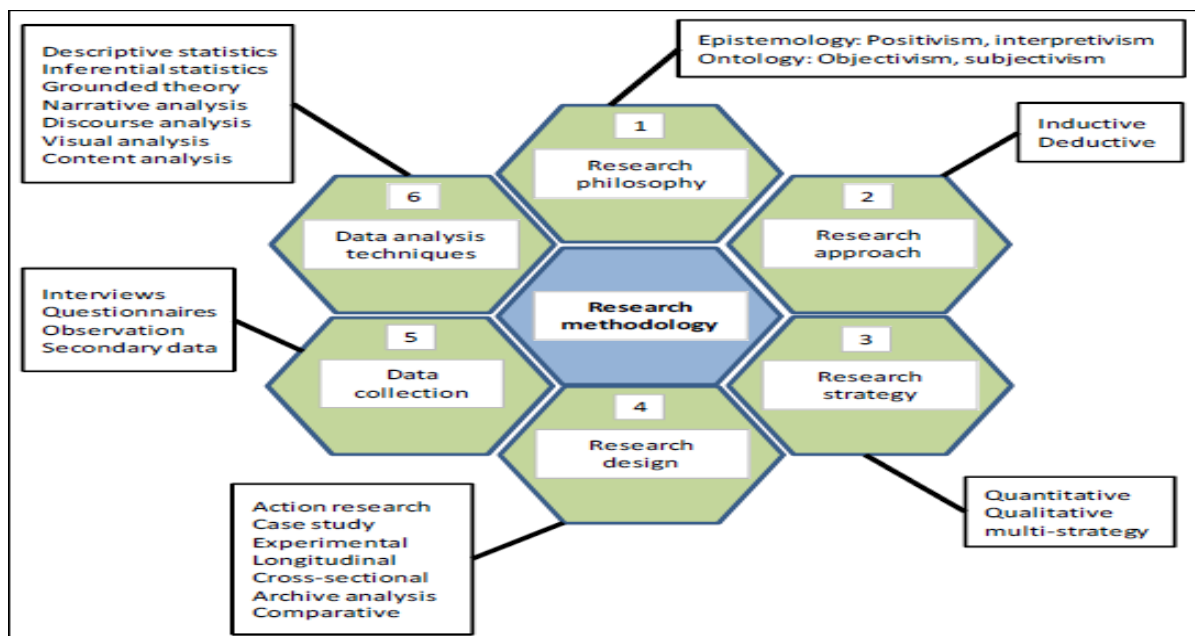 Descriptive statistics
Inferential statistics
Grounded theory
Narrative analysis
Discourse analysis
Visual analysis
Content analysis
Epistemology: Positivism, interpretivism
Ontology: Objectivism, subjectivism
1
Research
philosophy
Inductive
Deductive
2
Research
approach
6
Data analysis
techniques
Research
methodology
Interviews
Questionnaires
Observation
Secondary data
5
Data
collection
3
Research
strategy
4
Research
design
Action research
Case study
Experimental
Longitudinal
Cross-sectional
Archive analysis
Comparative
Quantitative
Qualitative
multi-strategy